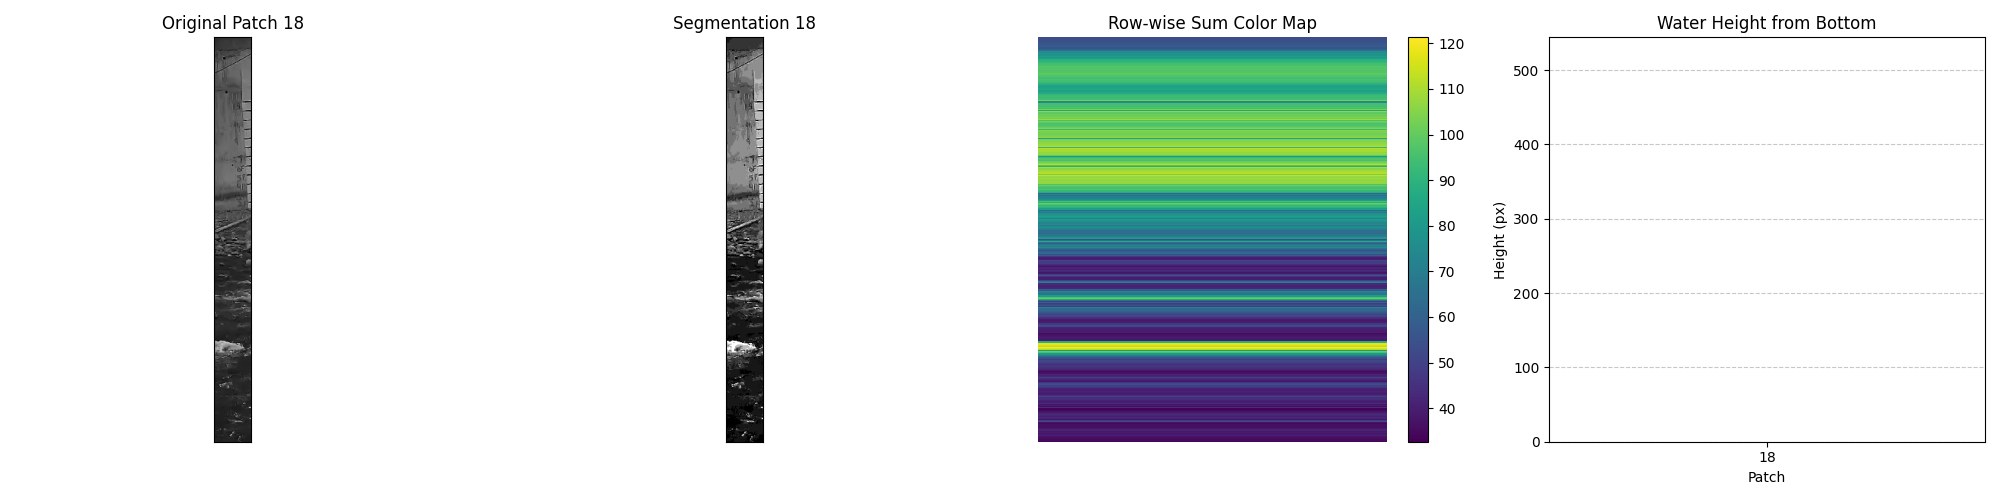 Original Patch 18
Segmentation 18
Row-wise Sum Color Map
Water Height from Bottom
120
110
100
90
80
70
60
50
40
Height (px)
500
400
300
200
100
0
18
Patch